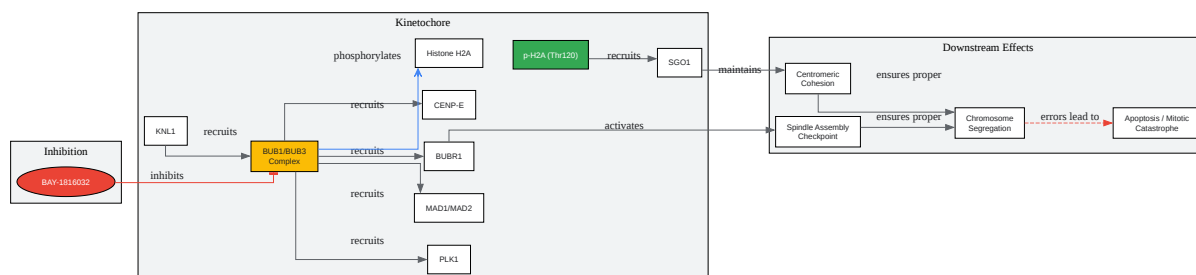 Kinetochore
phosphorylates
Histone H2A
p-H2A (Thr120)
recruits
SGO1
maintains
Downstream Effects
Centromeric
Cohesion
ensures proper
recruits
CENP-E
KNL1
recruits
activates
Spindle Assembly
Checkpoint
ensures proper
Chromosome
Segregation
errors lead to
Apoptosis / Mitotic
Catastrophe
Inhibition
BAY-1816032
inhibits
BUB1/BUB3
Complex
recruits
BUBR1
recruits
MAD1/MAD2
recruits
PLK1